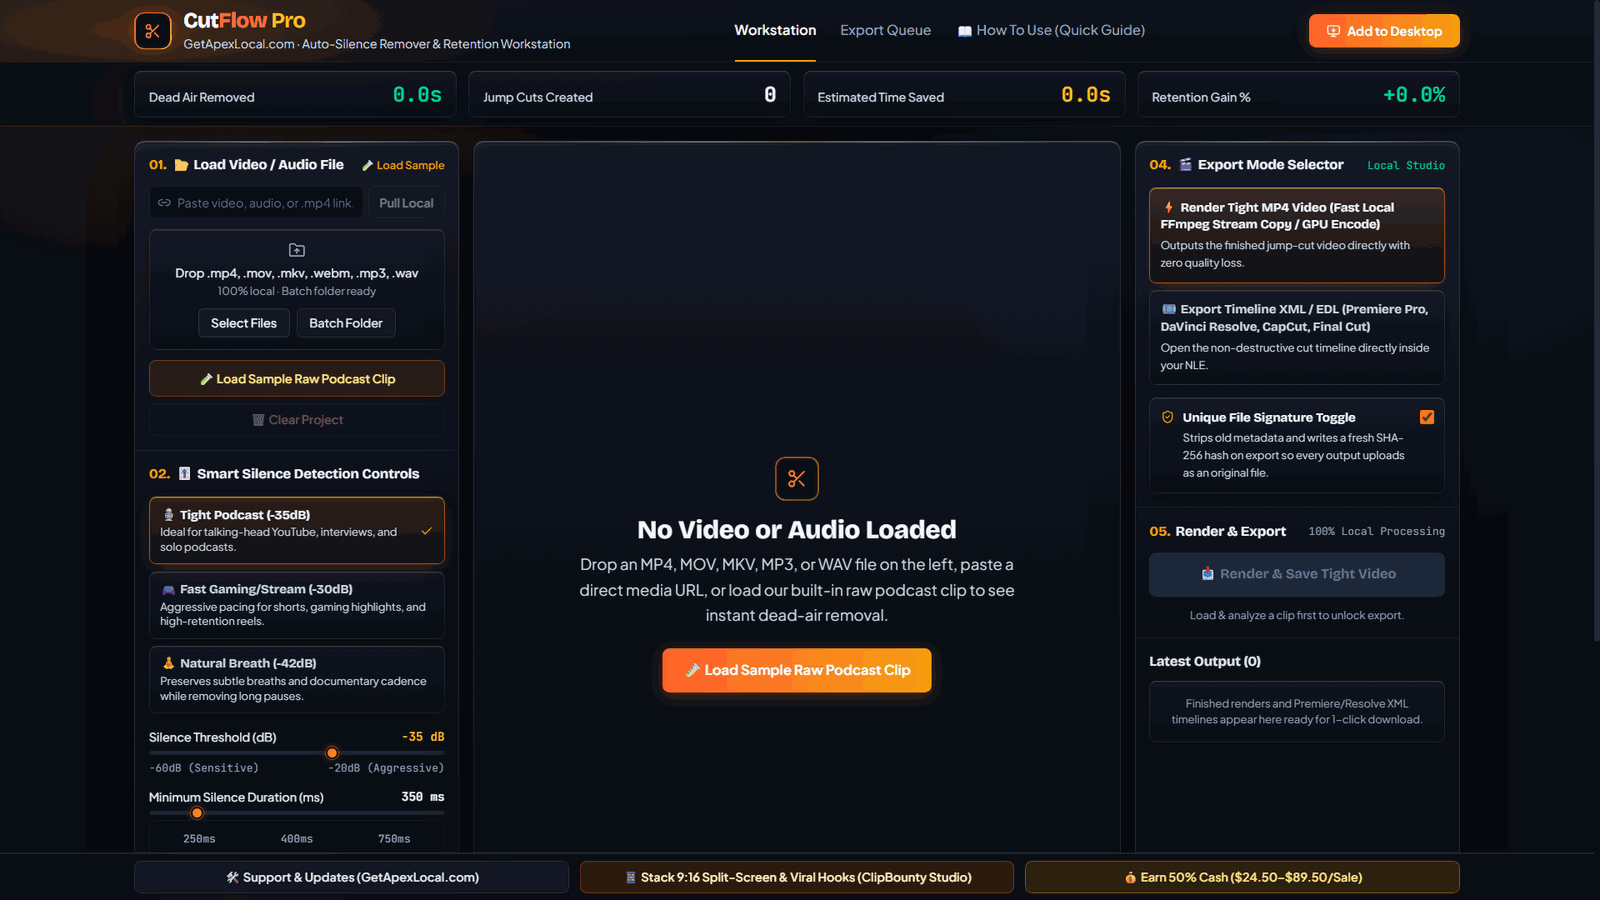 CutFlow Pro
GetApexLocal.com · Auto-Silence Remover & Retention Workstation
Workstation
Export Queue
How To Use (Quick Guide)
Add to Desktop
Dead Air Removed
0.0s
Jump Cuts Created
0
Estimated Time Saved
0.0s
Retention Gain %
+0.0%
01. Load Video / Audio File
Load Sample
Paste video, audio, or .mp4 link.
Pull Local
Drop .mp4, .mov, .mkv, .webm, .mp3, .wav
100% local · Batch folder ready
Select Files
Batch Folder
Load Sample Raw Podcast Clip
Clear Project
02. Smart Silence Detection Controls
Tight Podcast (-35dB)
Ideal for talking-head YouTube, interviews, and
solo podcasts.
Fast Gaming/Stream (-30dB)
Aggressive pacing for shorts, gaming highlights, and
high-retention reels.
Natural Breath (-42dB)
Preserves subtle breaths and documentary cadence
while removing long pauses.
Silence Threshold (dB)
-35 dB
-60dB (Sensitive)
-20dB (Aggressive)
Minimum Silence Duration (ms)
350 ms
250ms
400ms
750ms
No Video or Audio Loaded
Drop an MP4, MOV, MKV, MP3, or WAV file on the left, paste a
direct media URL, or load our built-in raw podcast clip to see
instant dead-air removal.
Load Sample Raw Podcast Clip
04. Export Mode Selector
Local Studio
Render Tight MP4 Video (Fast Local
FFmpeg Stream Copy / GPU Encode)
Outputs the finished jump-cut video directly with
zero quality loss.
Export Timeline XML / EDL (Premiere Pro,
DaVinci Resolve, CapCut, Final Cut)
Open the non-destructive cut timeline directly inside
your NLE.
Unique File Signature Toggle
Strips old metadata and writes a fresh SHA-
256 hash on export so every output uploads
as an original file.
05. Render & Export
100% Local Processing
Render & Save Tight Video
Load & analyze a clip first to unlock export.
Latest Output (0)
Finished renders and Premiere/Resolve XML
timelines appear here ready for 1-click download.
Support & Updates (GetApexLocal.com)
Stack 9:16 Split-Screen & Viral Hooks (ClipBounty Studio)
Earn 50% Cash ($24.50–$89.50/Sale)